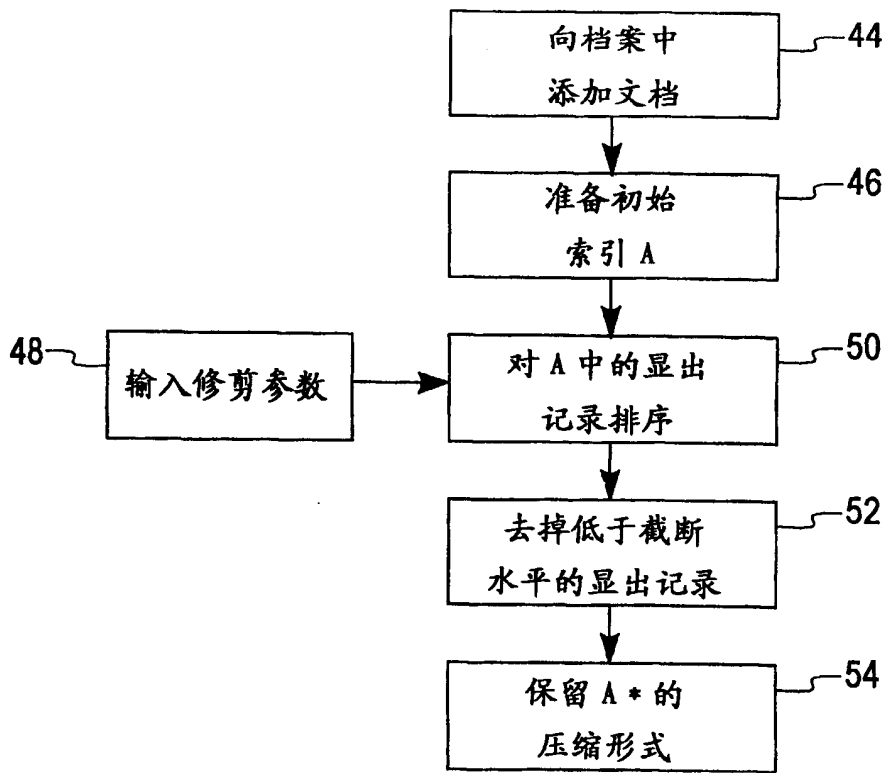 向档案中
添加文档
44
准备初始
索引 A
46
48
输入修剪参数
对 A 中的显出
记录排序
50
去掉低于截断
水平的显出记录
52
保留 A * 的
压缩形式
54